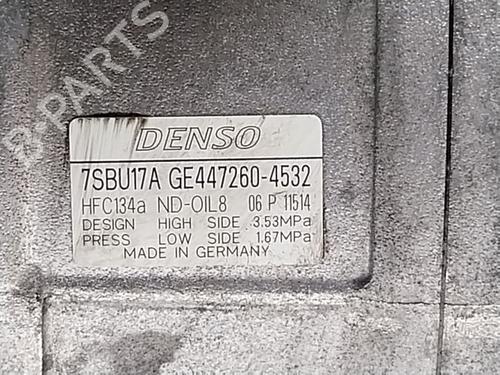 B-PARTS
DENSO
7SBU17A GE447260-4532
HFC134a ND-OIL8 06 P 11514
DESIGN HIGH SIDE 3.53MPa
PRESS LOW SIDE 1.67MPa
MADE IN GERMANY